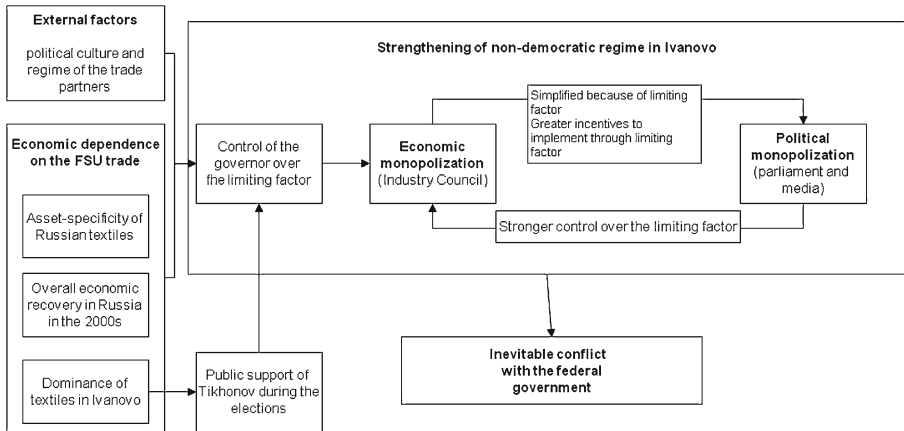 External factors
political culture and
regime of the trade
partners
Economic dependence
on the FSU trade
Asset-specificity of
Russian textiles
Overall economic
recovery in Russia
in the 2000s
Dominance of
textiles in Ivanovo
Public support of
Tikhonov during the
elections
Control of the
governor over
fhe limiting factor
Strengthening of non-democratic regime in Ivanovo
Economic
monopolization
(Industry Council)
Simplified because of limiting
factor
Greater incentives to
implement through limiting
factor
Political
monopolization
(parliament and
media)
Stronger control over the limiting factor
Inevitable conflict
with the federal
government